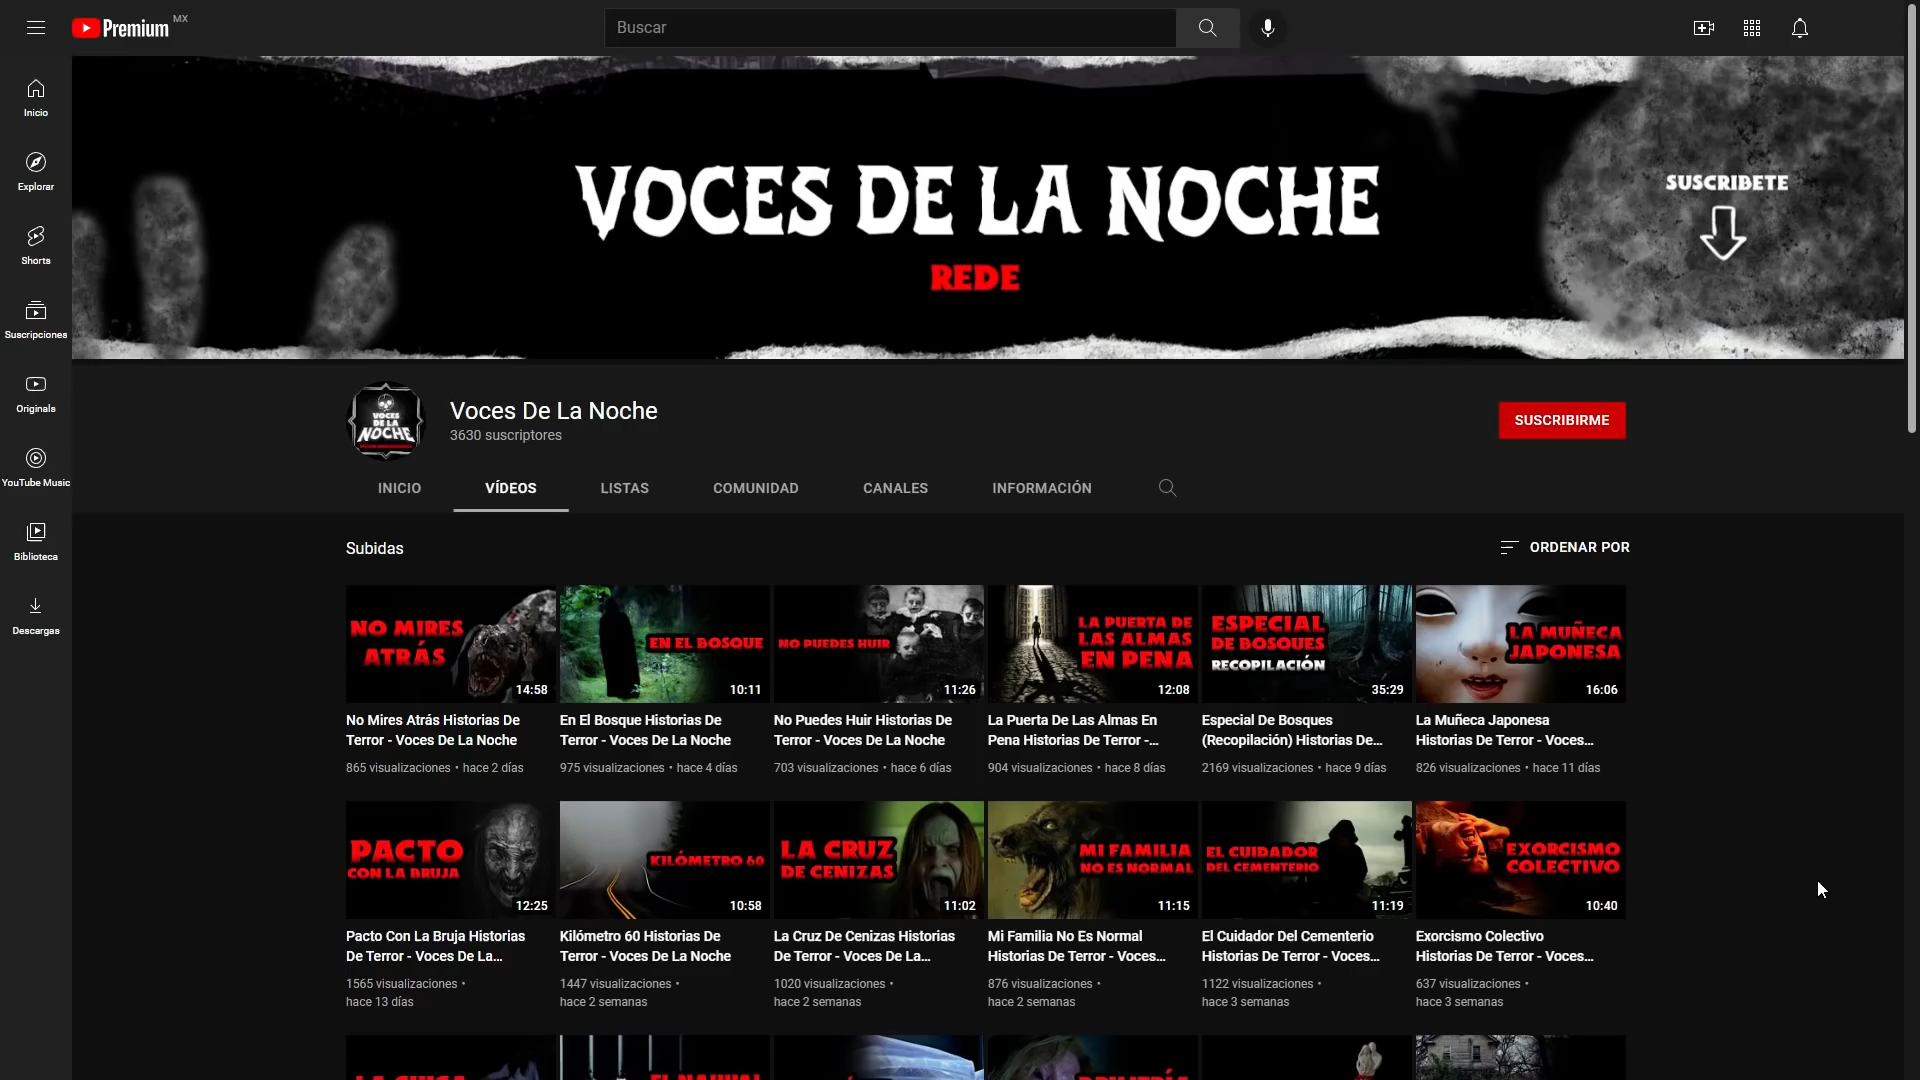 Premium MX
Buscar
Inicio
Explorar
Shorts
Suscripciones
Originals
YouTube Music
Biblioteca
Descargas
VOCES DE LA NOCHE
REDE
SUSCRIBETE
VOCES
DE LA
NOCHE
Voces De La Noche
3630 suscriptores
SUSCRIBIRME
INICIO VÍDEOS LISTAS COMUNIDAD CANALES INFORMACIÓN
Subidas
ORDENAR POR
NO MIRES
ATRÁS
14:58
No Mires Atrás Historias De
Terror - Voces De La Noche
865 visualizaciones • hace 2 días
EN EL BOSQUE
10:11
En El Bosque Historias De
Terror - Voces De La Noche
975 visualizaciones • hace 4 días
NO PUEDES HUIR
11:26
No Puedes Huir Historias De
Terror - Voces De La Noche
703 visualizaciones • hace 6 días
LA PUERTA DE
LAS ALMAS
EN PENA
12:08
La Puerta De Las Almas En
Pena Historias De Terror -...
904 visualizaciones • hace 8 días
ESPECIAL
DE BOSQUES
RECOPILACIÓN
35:29
Especial De Bosques
(Recopilación) Historias De...
2169 visualizaciones • hace 9 días
LA MUÑECA
JAPONESA
16:06
La Muñeca Japonesa
Historias De Terror - Voces...
826 visualizaciones • hace 11 días
PACTO
CON LA BRUJA
12:25
Pacto Con La Bruja Historias
De Terror - Voces De La...
1565 visualizaciones •
hace 13 días
KILÓMETRO 60
10:58
Kilómetro 60 Historias De
Terror - Voces De La Noche
1447 visualizaciones •
hace 2 semanas
LA CRUZ
DE CENIZAS
11:02
La Cruz De Cenizas Historias
De Terror - Voces De La...
1020 visualizaciones •
hace 2 semanas
MI FAMILIA
NO ES NORMAL
11:15
Mi Familia No Es Normal
Historias De Terror - Voces...
876 visualizaciones •
hace 2 semanas
EL CUIDADOR
DEL CEMENTERIO
11:19
El Cuidador Del Cementerio
Historias De Terror - Voces...
1122 visualizaciones •
hace 3 semanas
EXORCISMO
COLECTIVO
10:40
Exorcismo Colectivo
Historias De Terror - Voces...
637 visualizaciones •
hace 3 semanas
LA CHICA
EL NAHUAL
BRUJERÍA